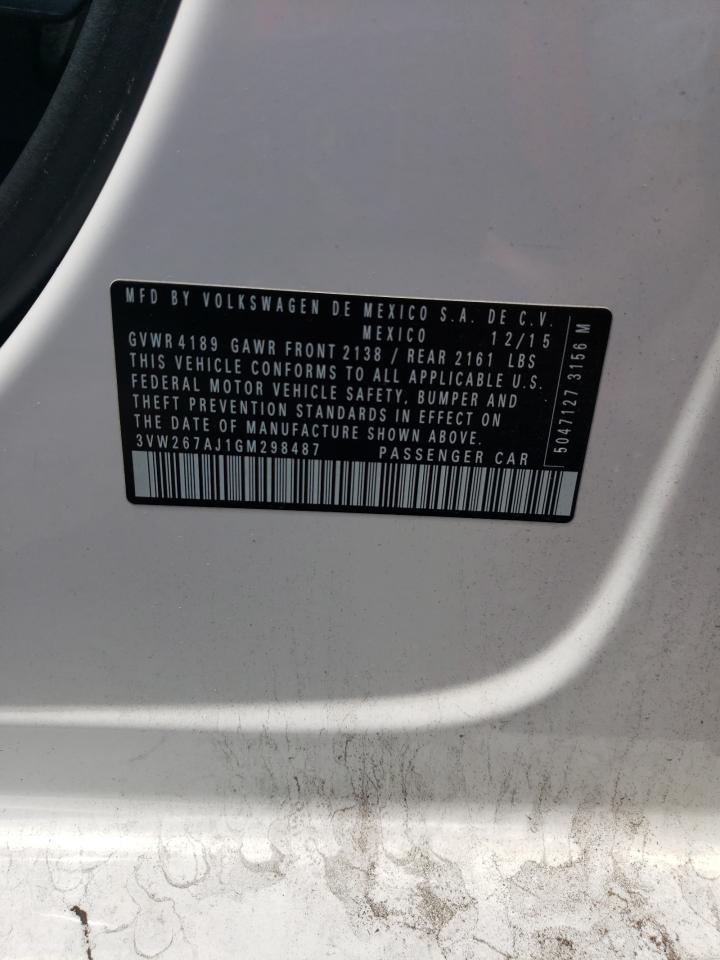 MFD BY VOLKSWAGEN DE MEXICO S.A. DE C.V.
MEXICO 12/15
GVWR 4189 GAWR FRONT 2138 / REAR 2161 LBS
THIS VEHICLE CONFORMS TO ALL APPLICABLE U.S.
FEDERAL MOTOR VEHICLE SAFETY, BUMPER AND
THEFT PREVENTION STANDARDS IN EFFECT ON
THE DATE OF MANUFACTURE SHOWN ABOVE.
3VW267AJ1GM298487 PASSENGER CAR
5047127 3156 M